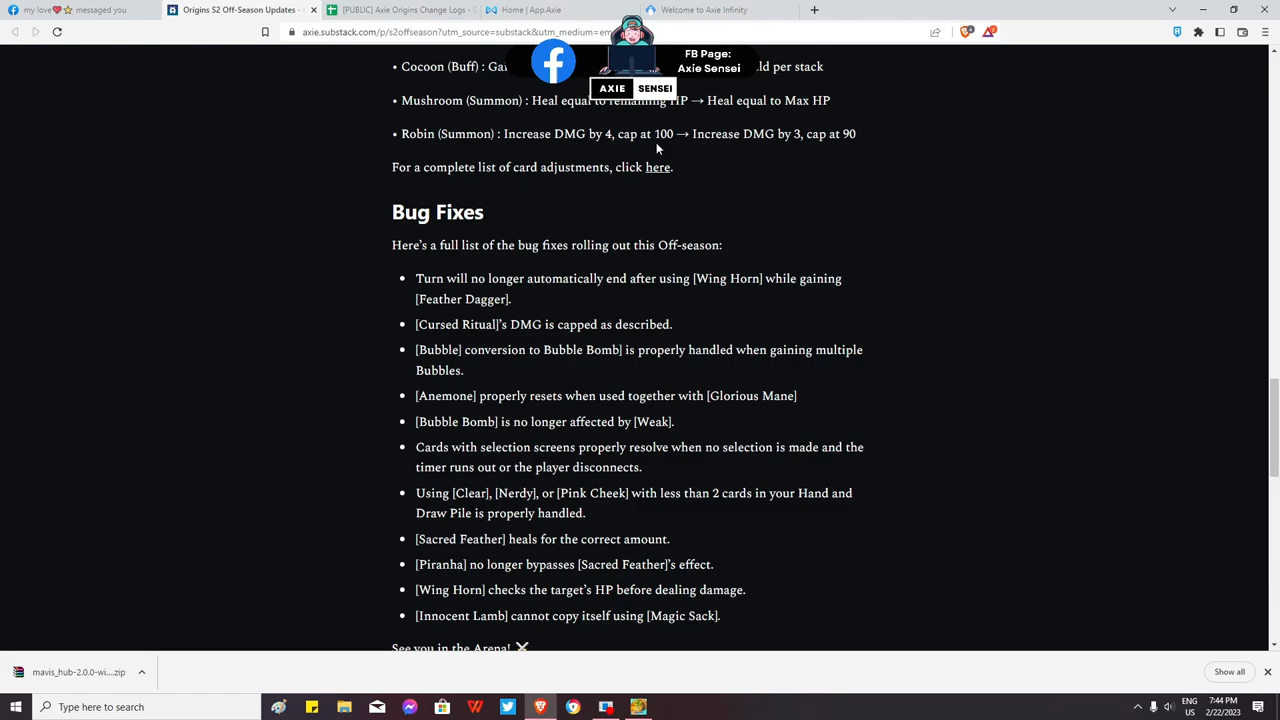 my love❤⭐ messaged you
Origins S2 Off-Season Updates -
[PUBLIC] Axie Origins Change Logs - S
Home | App.Axie
Welcome to Axie Infinity
axie.substack.com/p/s2offseason?utm_source=substack&utm_medium=em
FB Page:
Axie Sensei
AXIE SENSEI
• Cocoon (Buff) : per stack
• Mushroom (Summon) : Heal equal to remaining HP → Heal equal to Max HP
• Robin (Summon) : Increase DMG by 4, cap at 100 → Increase DMG by 3, cap at 90
For a complete list of card adjustments, click here.
Bug Fixes
Here's a full list of the bug fixes rolling out this Off-season:
• Turn will no longer automatically end after using [Wing Horn] while gaining
[Feather Dagger].
• [Cursed Ritual]'s DMG is capped as described.
• [Bubble] conversion to Bubble Bomb] is properly handled when gaining multiple
Bubbles.
• [Anemone] properly resets when used together with [Glorious Mane]
• [Bubble Bomb] is no longer affected by [Weak].
• Cards with selection screens properly resolve when no selection is made and the
timer runs out or the player disconnects.
• Using [Clear], [Nerdy], or [Pink Cheek] with less than 2 cards in your Hand and
Draw Pile is properly handled.
• [Sacred Feather] heals for the correct amount.
• [Piranha] no longer bypasses [Sacred Feather]'s effect.
• [Wing Horn] checks the target's HP before dealing damage.
• [Innocent Lamb] cannot copy itself using [Magic Sack].
See you in the Arena! ⚔
mavis_hub-2.0.0-wi....zip
Show all
Type here to search
ENG
US
7:44 PM
2/22/2023